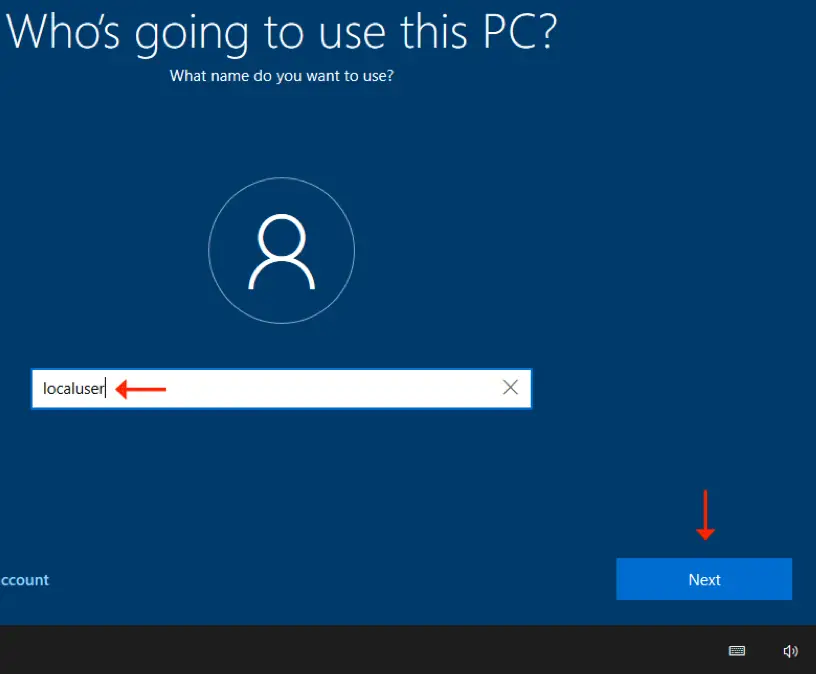 Who's going to use this PC?
What name do you want to use?
localuser
ccount
Next